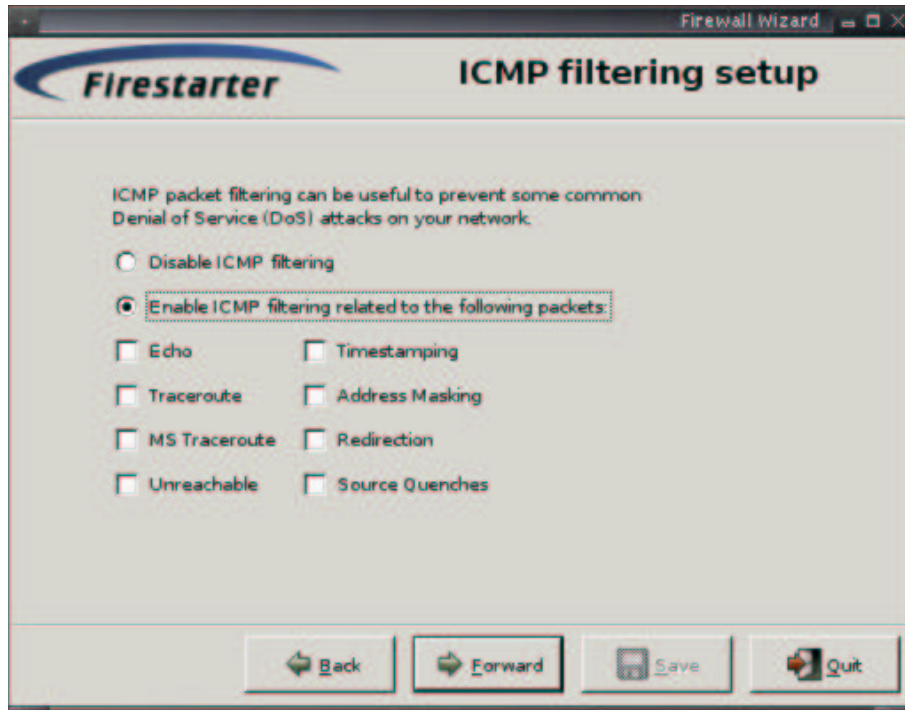 Firewall Wizard
Firestarter
ICMP filtering setup
ICMP packet filtering can be useful to prevent some common
Denial of Service (DoS) attacks on your network.
Disable ICMP filtering
Enable ICMP filtering related to the following packets:
Echo
Timestamping
Traceroute
Address Masking
MS Traceroute
Redirection
Unreachable
Source Quenches
Back
Forward
Save
Quit